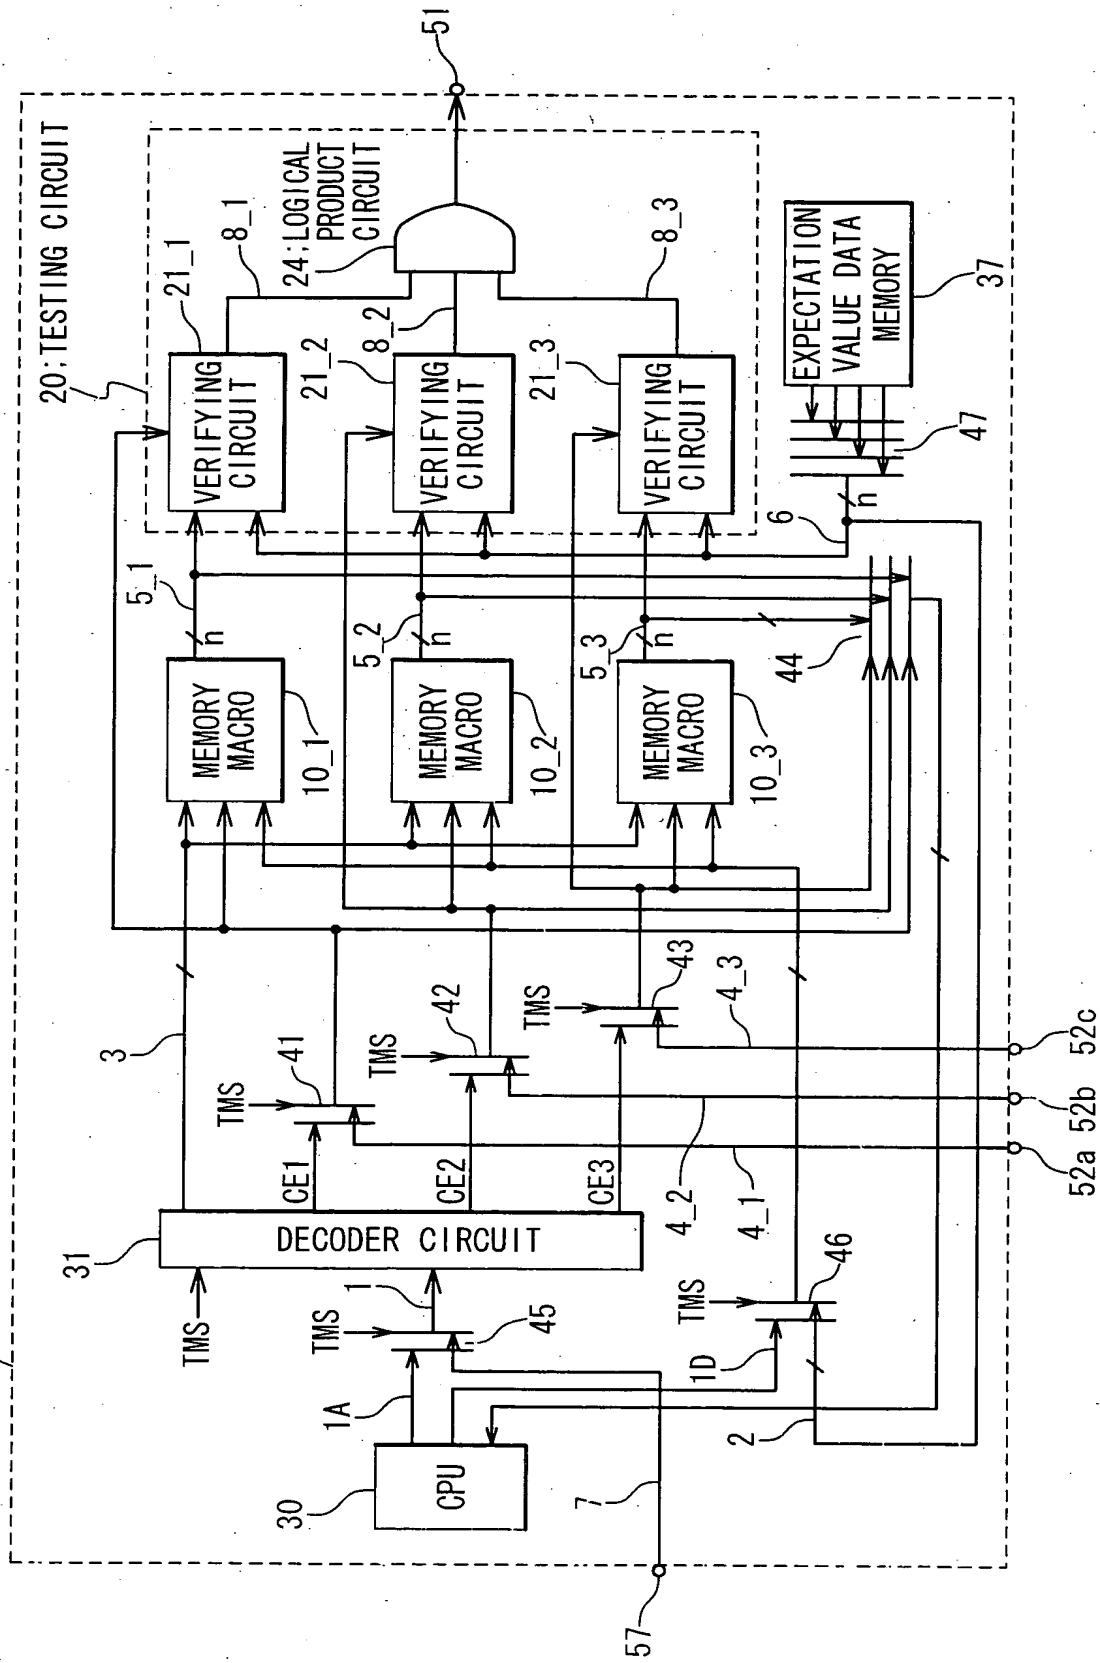 20;TESTING CIRCUIT
51
21_1
8_1
24;LOGICAL
PRODUCT
CIRCUIT
VERIFYING
CIRCUIT
21_2
8_2
VERIFYING
CIRCUIT
21_3
8_3
VERIFYING
CIRCUIT
EXPECTATION
VALUE DATA
MEMORY
37
47
6
n
5_1
n
5_2
n
5_3
n
44
MEMORY
MACRO
10_1
MEMORY
MACRO
10_2
MEMORY
MACRO
10_3
3
TMS
41
TMS
42
TMS
43
4_3
52c
4_2
52b
4_1
52a
CE1
CE2
CE3
31
DECODER CIRCUIT
TMS
1
TMS
45
TMS
46
1A
1D
2
30
CPU
7
57